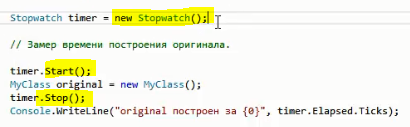 Stopwatch timer = new Stopwatch();
// Замер времени построения оригинала.
timer.Start();
MyClass original = new MyClass();
timer.Stop();
Console.WriteLine("original построен за {0}", timer.Elapsed.Ticks);